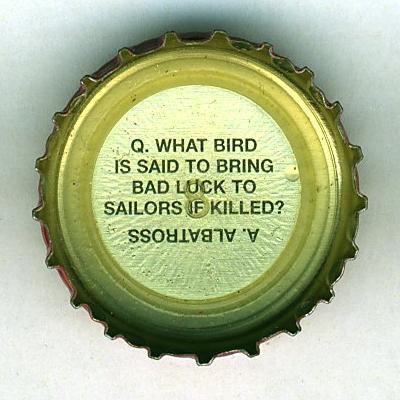 Q. WHAT BIRD
IS SAID TO BRING
BAD LUCK TO
SAILORS IF KILLED?
A. ALBATROSS